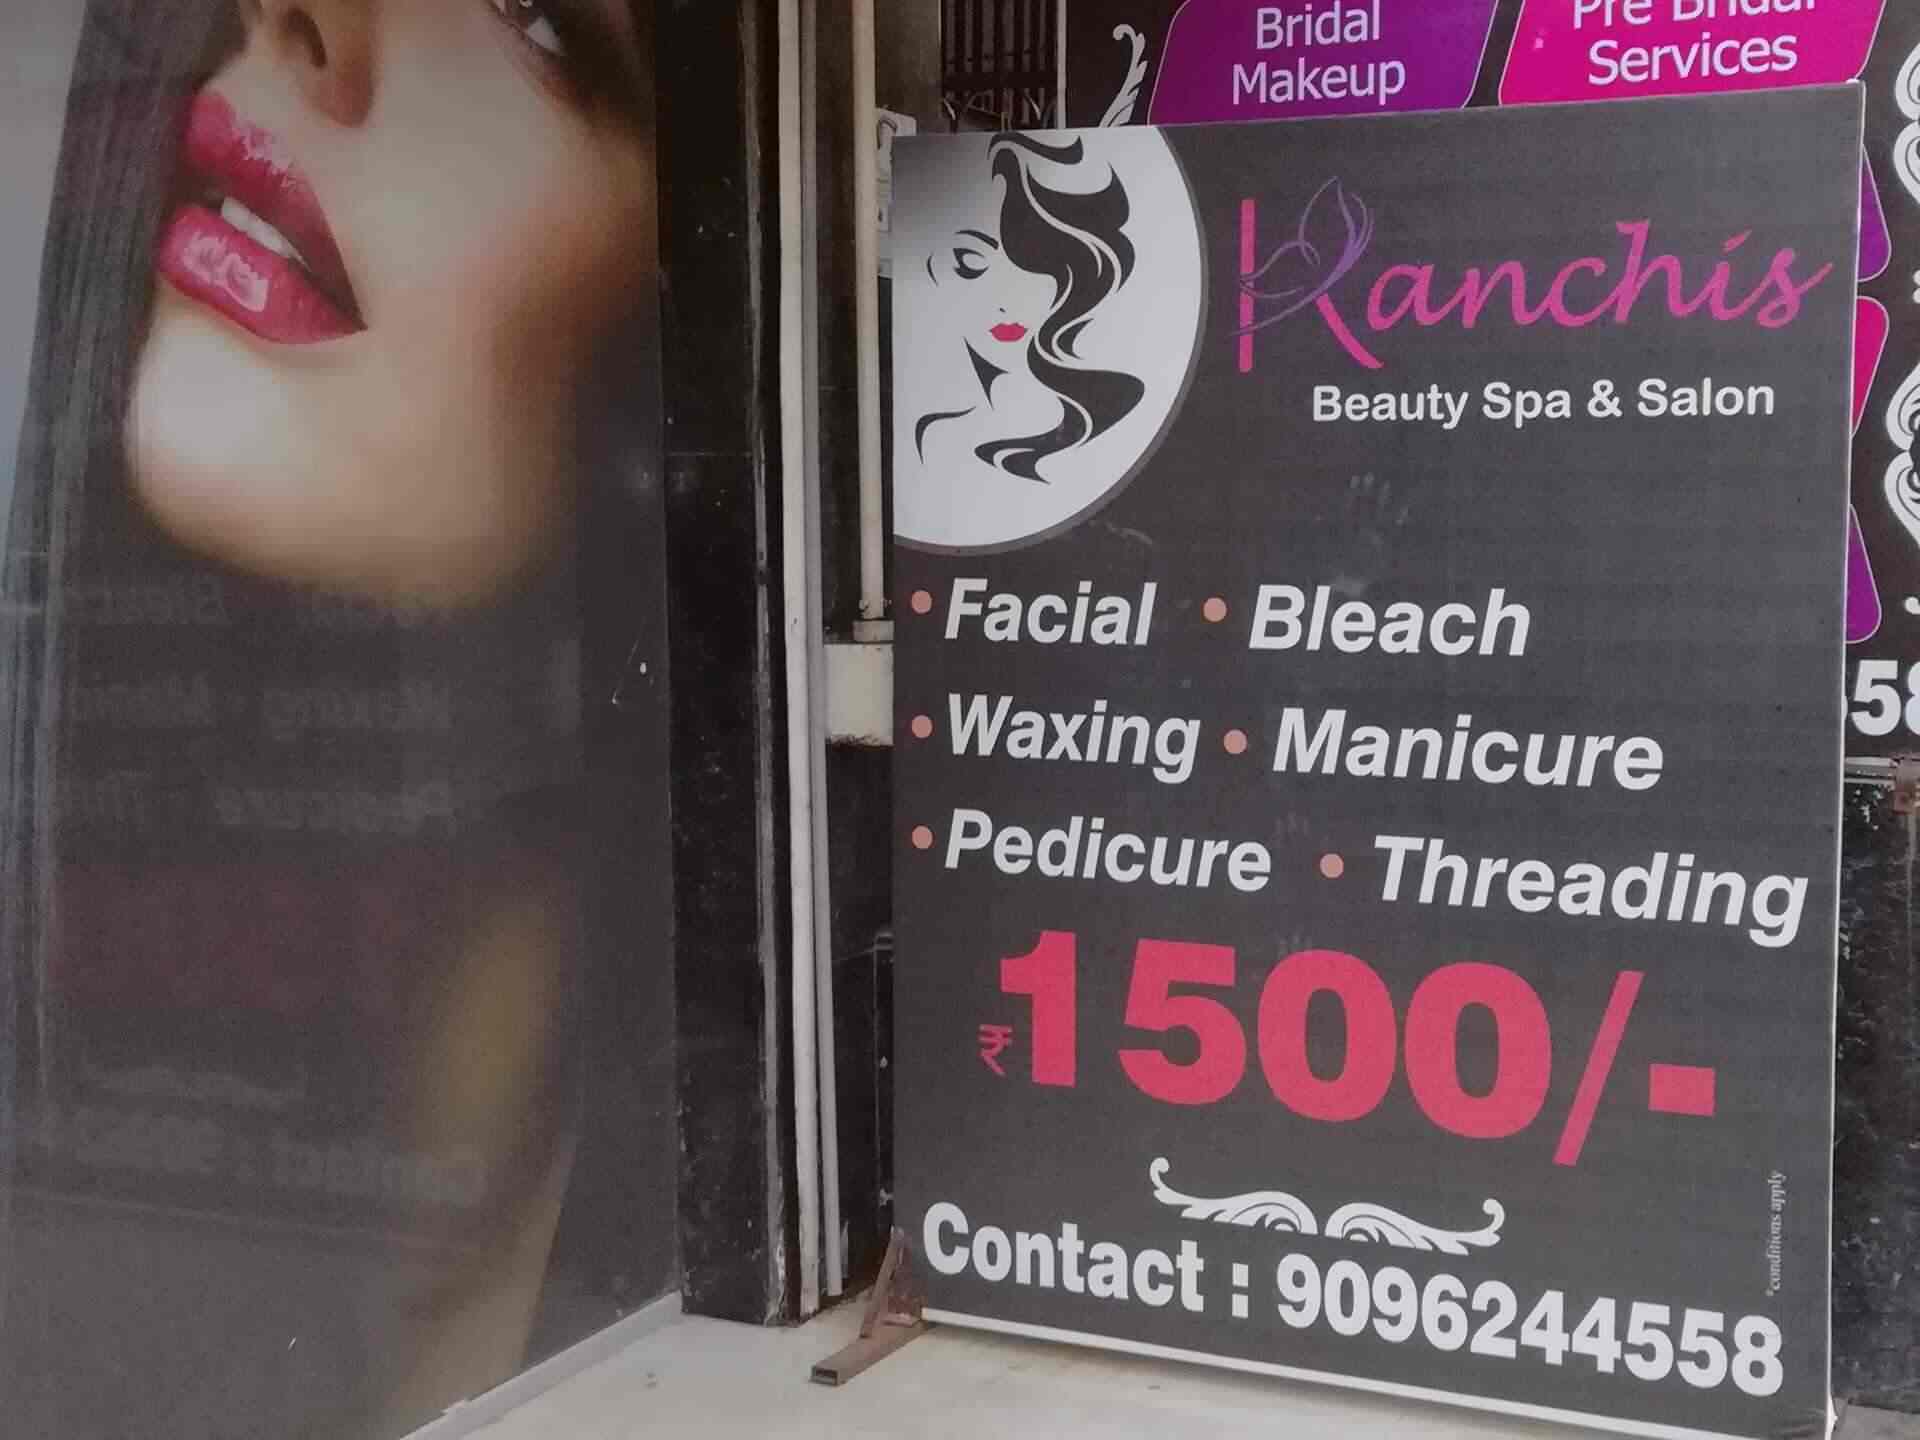 Bridal
Makeup
Pre Bridal
Services
Kanchis
Beauty Spa & Salon
• Facial • Bleach
• Waxing • Manicure
• Pedicure • Threading
₹1500/-
*conditions apply
Contact : 9096244558
58